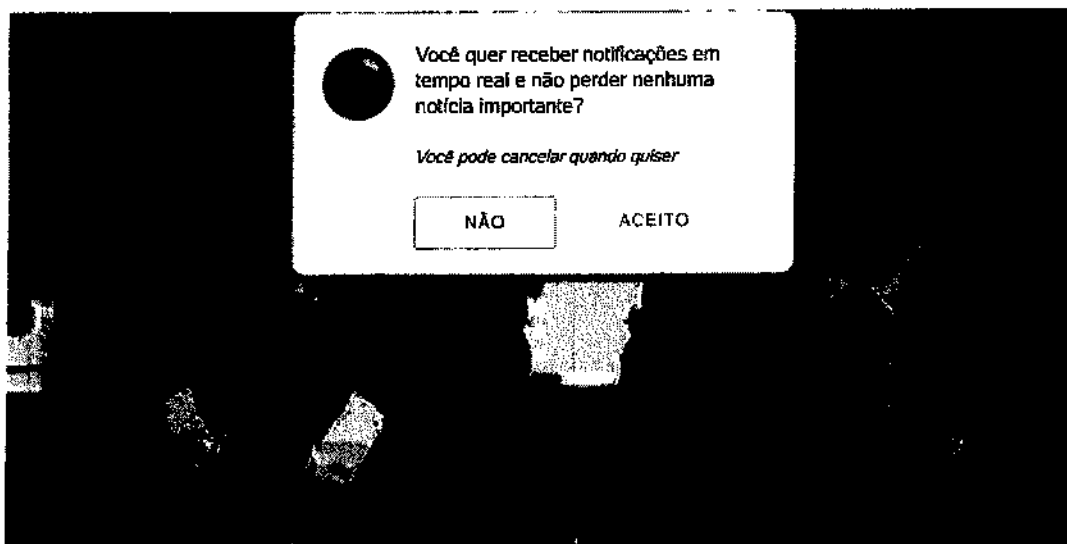 Você quer receber notificações em
tempo real e não perder nenhuma
notícia importante?
Você pode cancelar quando quiser
NÃO
ACEITO